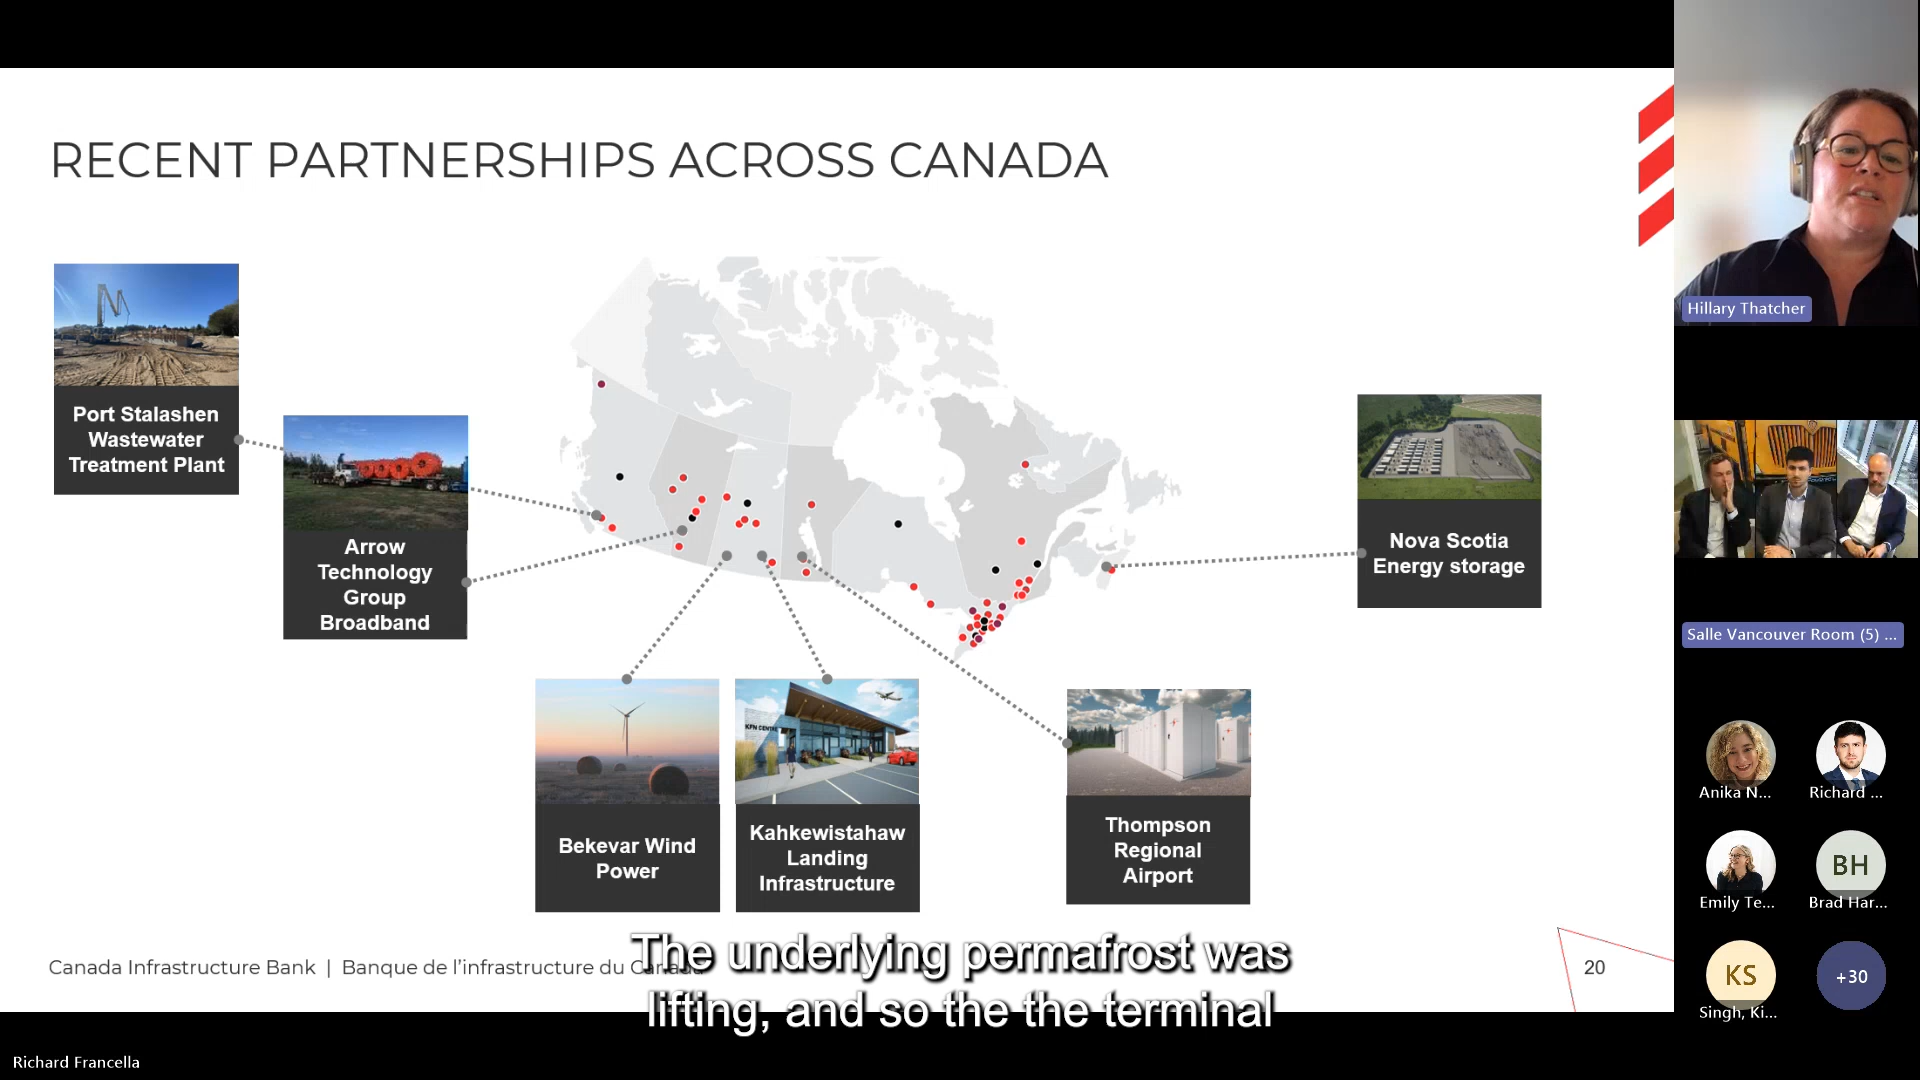 RECENT PARTNERSHIPS ACROSS CANADA
Port Stalashen
Wastewater
Treatment Plant
Arrow
Technology
Group
Broadband
Nova Scotia
Energy storage
KFN CENTRE
Bekevar Wind
Power
Kahkewistahaw
Landing
Infrastructure
Thompson
Regional
Airport
Canada Infrastructure Bank | Banque de l'infrastructure du Canada
20
The underlying permafrost was
lifting, and so the the terminal
Richard Francella
Hillary Thatcher
Salle Vancouver Room (5) ...
Anika N...
Richard ...
Emily Te...
BH
Brad Har...
KS
Singh, Ki...
+30